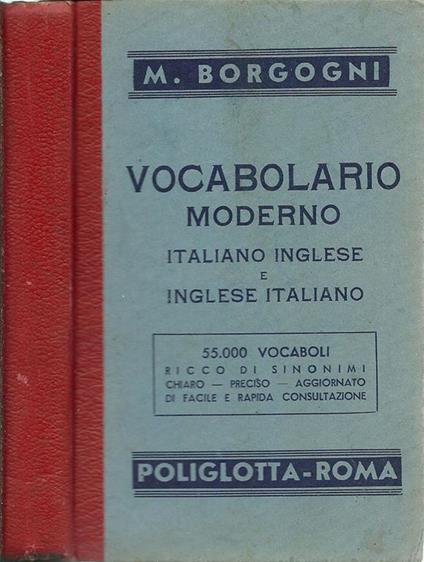 M. BORGOGNI
VOCABOLARIO
MODERNO
ITALIANO INGLESE
E
INGLESE ITALIANO
55.000 VOCABOLI
RICCO DI SINONIMI
CHIARO — PRECISO — AGGIORNATO
DI FACILE E RAPIDA CONSULTAZIONE
POLIGLOTTA-ROMA